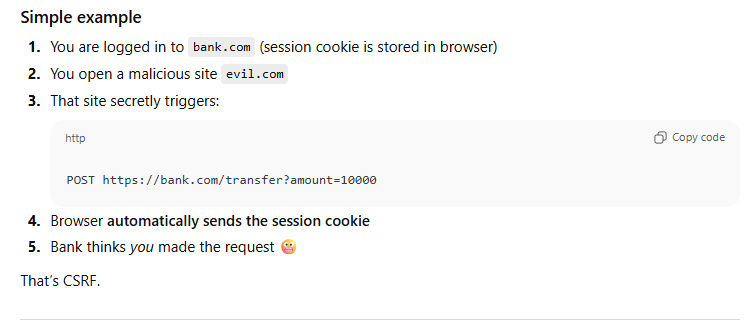 Simple example
1. You are logged in to bank.com (session cookie is stored in browser)
2. You open a malicious site evil.com
3. That site secretly triggers:
http
Copy code
POST https://bank.com/transfer?amount=10000
4. Browser automatically sends the session cookie
5. Bank thinks you made the request 😬
That's CSRF.